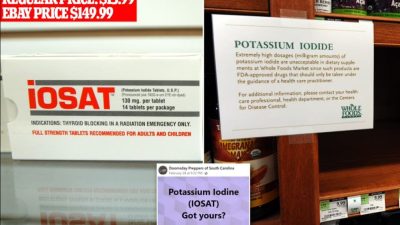 REGULAR PRICE: $13.99
EBAY PRICE $149.99
iOSAT™
(Potassium Iodide Tablets, U.S.P.)
130 mg. per tablet
14 tablets per package
INDICATIONS: THYROID BLOCKING IN A RADIATION EMERGENCY ONLY.
FULL STRENGTH TABLETS RECOMMENDED FOR ADULTS AND CHILDREN
POTASSIUM IODIDE
Extremely high dosages (milligram amounts) of
potassium iodide are unacceptable in dietary supple-
ments at Whole Foods Market since such products are
FDA-approved drugs that should only be taken under
the guidance of a health care practitioner.
For additional information, please contact your health
care professional, health department, or the Centers
for Disease Control.
WHOLE
FOODS
Doomsday Preppers of South Carolina
Potassium Iodine
(IOSAT)
Got yours?